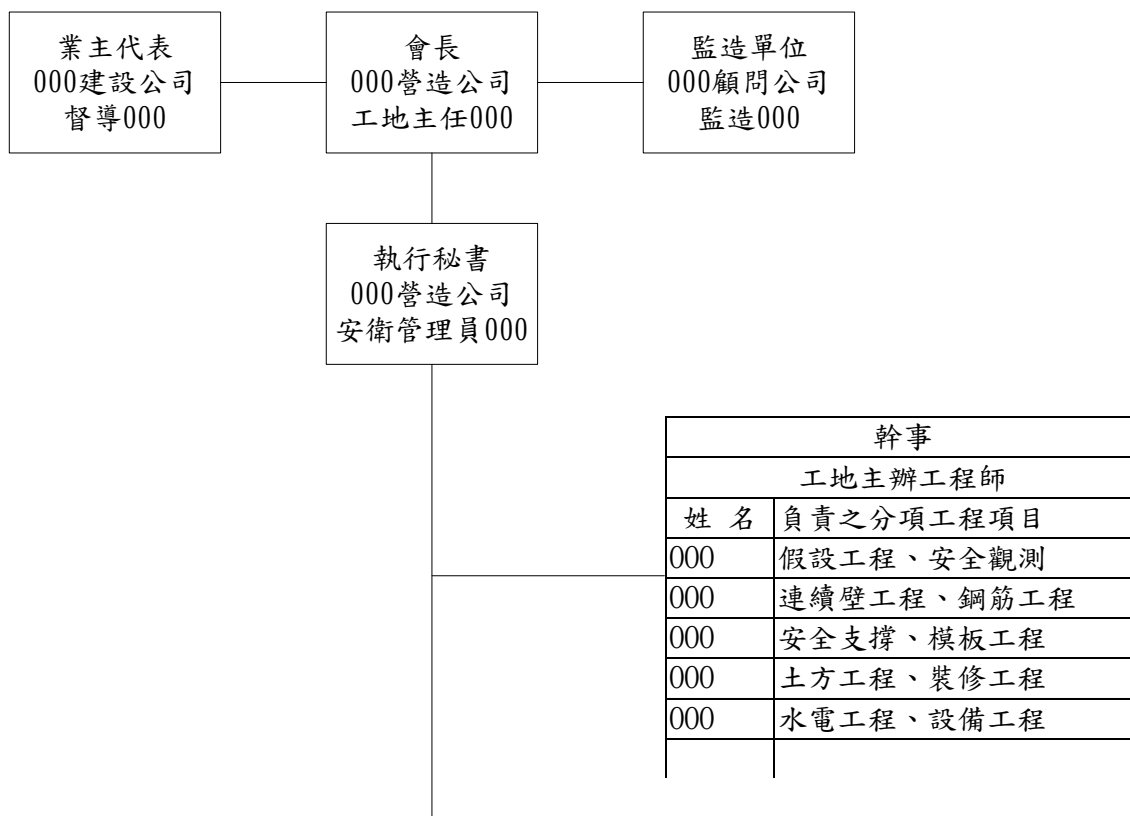 業主代表
000建設公司
督導000
會長
000營造公司
工地主任000
監造單位
000顧問公司
監造000
執行秘書
000營造公司
安衛管理員000
幹事
工地主辦工程師
姓 名 負責之分項工程項目
000 假設工程、安全觀測
000 連續壁工程、鋼筋工程
000 安全支撐、模板工程
000 土方工程、裝修工程
000 水電工程、設備工程